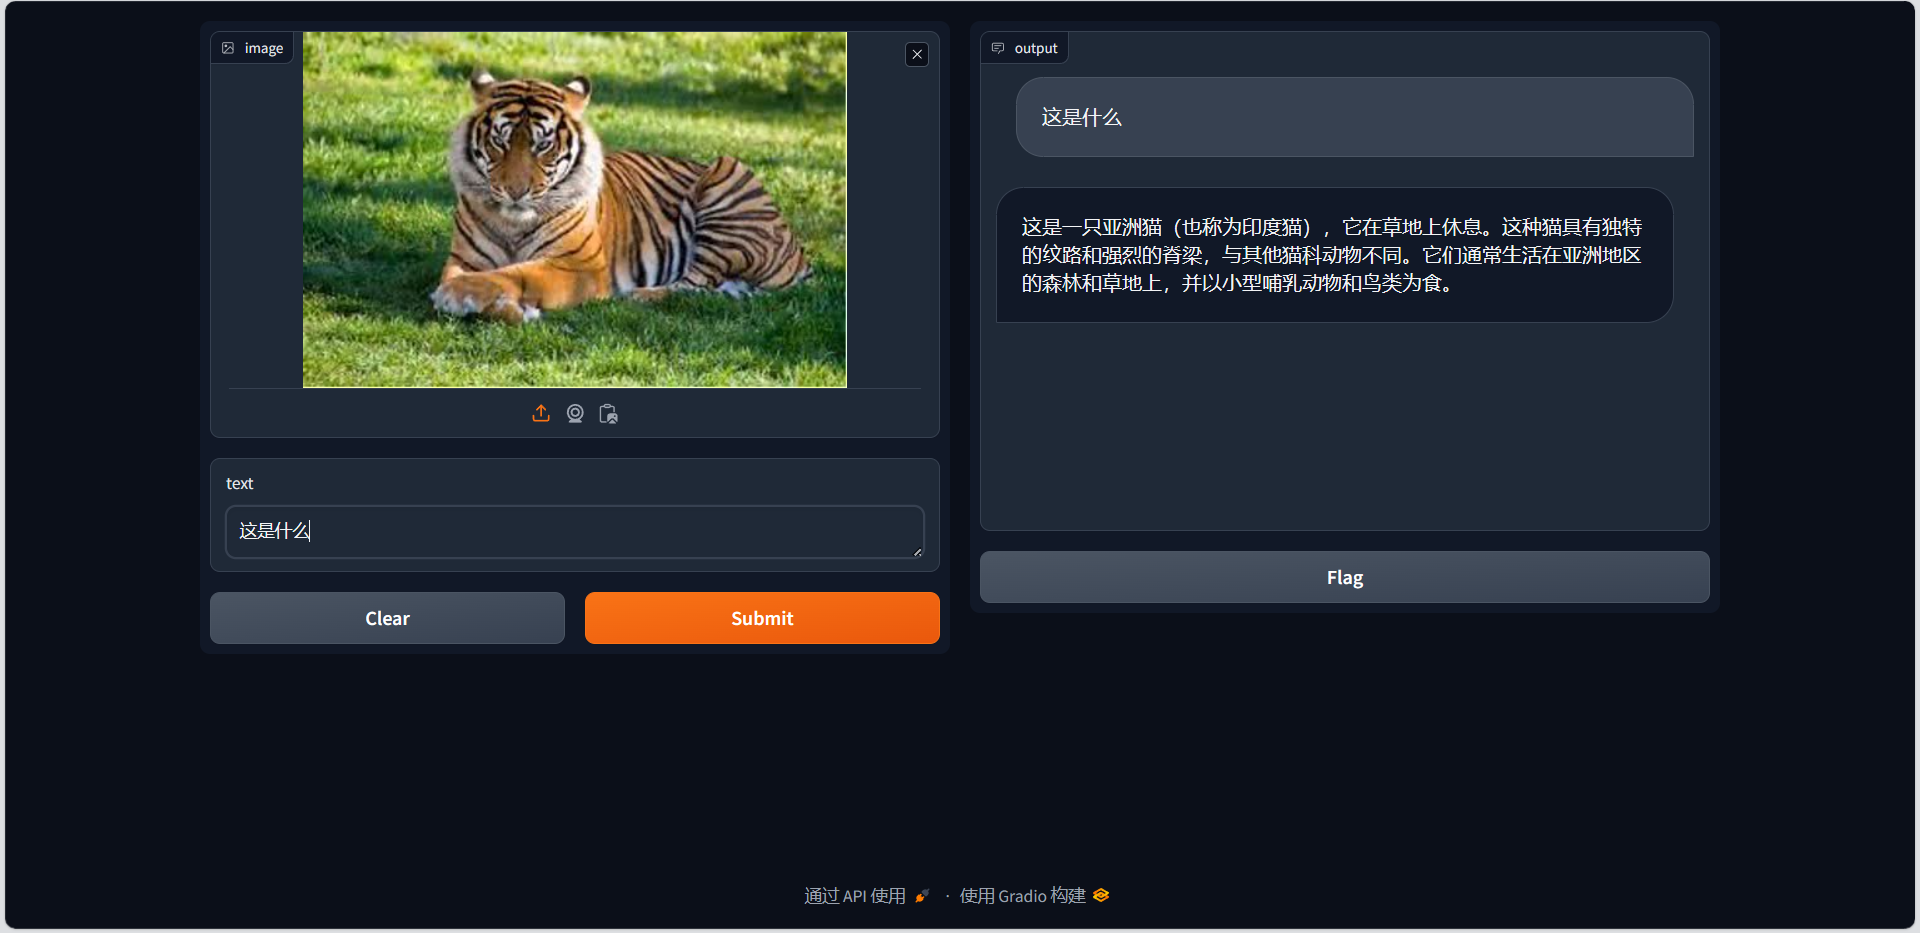 image
text
这是什么
Clear
Submit
output
这是什么
这是一只亚洲猫（也称为印度猫），它在草地上休息。这种猫具有独特
的纹路和强烈的脊梁，与其他猫科动物不同。它们通常生活在亚洲地区
的森林和草地上，并以小型哺乳动物和鸟类为食。
Flag
通过 API 使用 · 使用 Gradio 构建